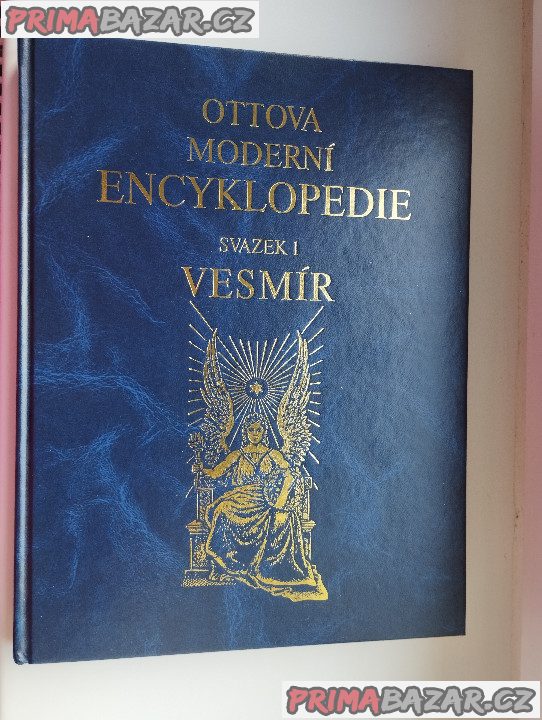 PRIMABAZAR.CZ
OTTOVA
MODERNÍ
ENCYKLOPEDIE
SVAZEK I
VESMÍR
PRIMABAZAR.CZ